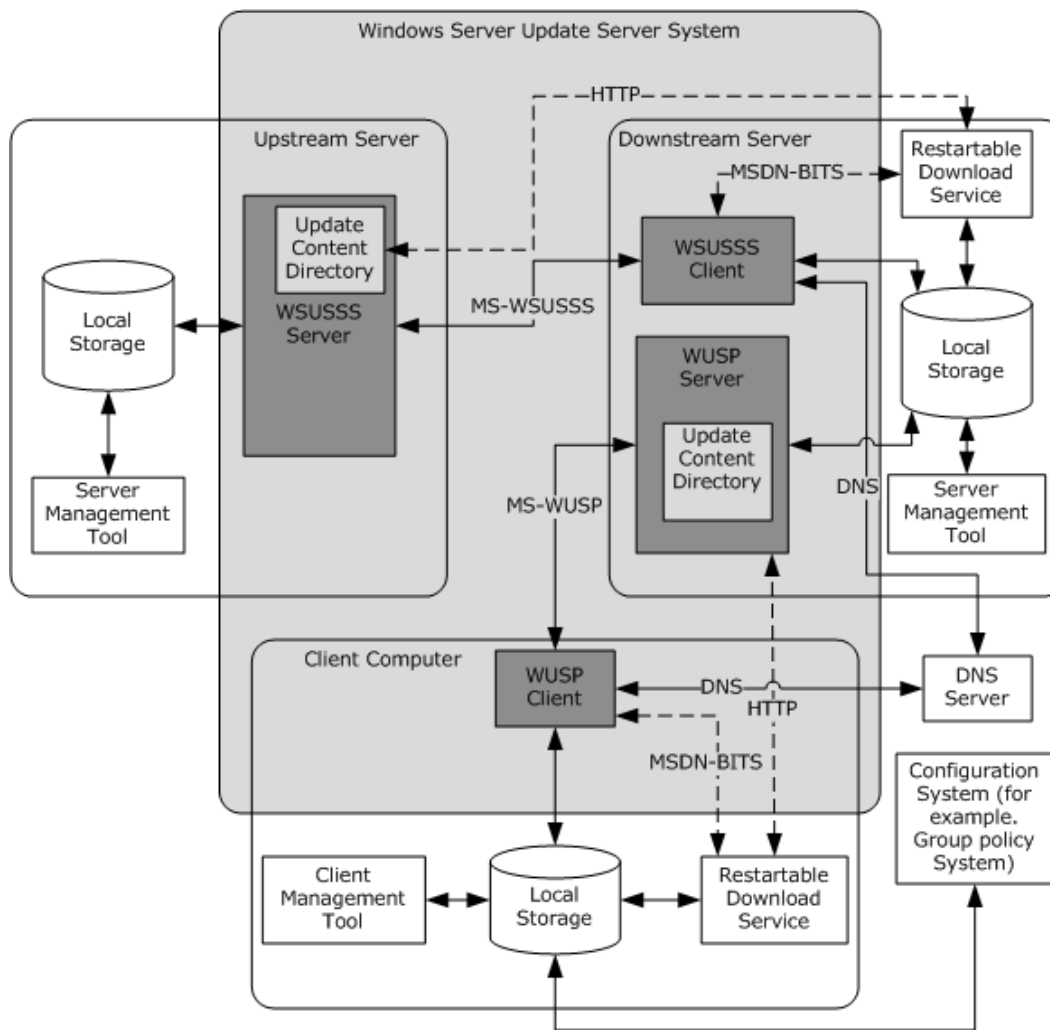 Windows Server Update Server System
HTTP
Upstream Server
Downstream Server
Restartable
Download
Service
MSDN-BITS
Update
Content
Directory
WSUSSS
Client
WSUSSS
Server
MS-WSUSSS
Local
Storage
WUSP
Server
Local
Storage
Update
Content
Directory
Server
Management
Tool
MS-WUSP
DNS
Server
Management
Tool
Client Computer
WUSP
Client
DNS
HTTP
DNS
Server
MSDN-BITS
Configuration
System (for
example.
Group policy
System)
Client
Management
Tool
Local
Storage
Restartable
Download
Service